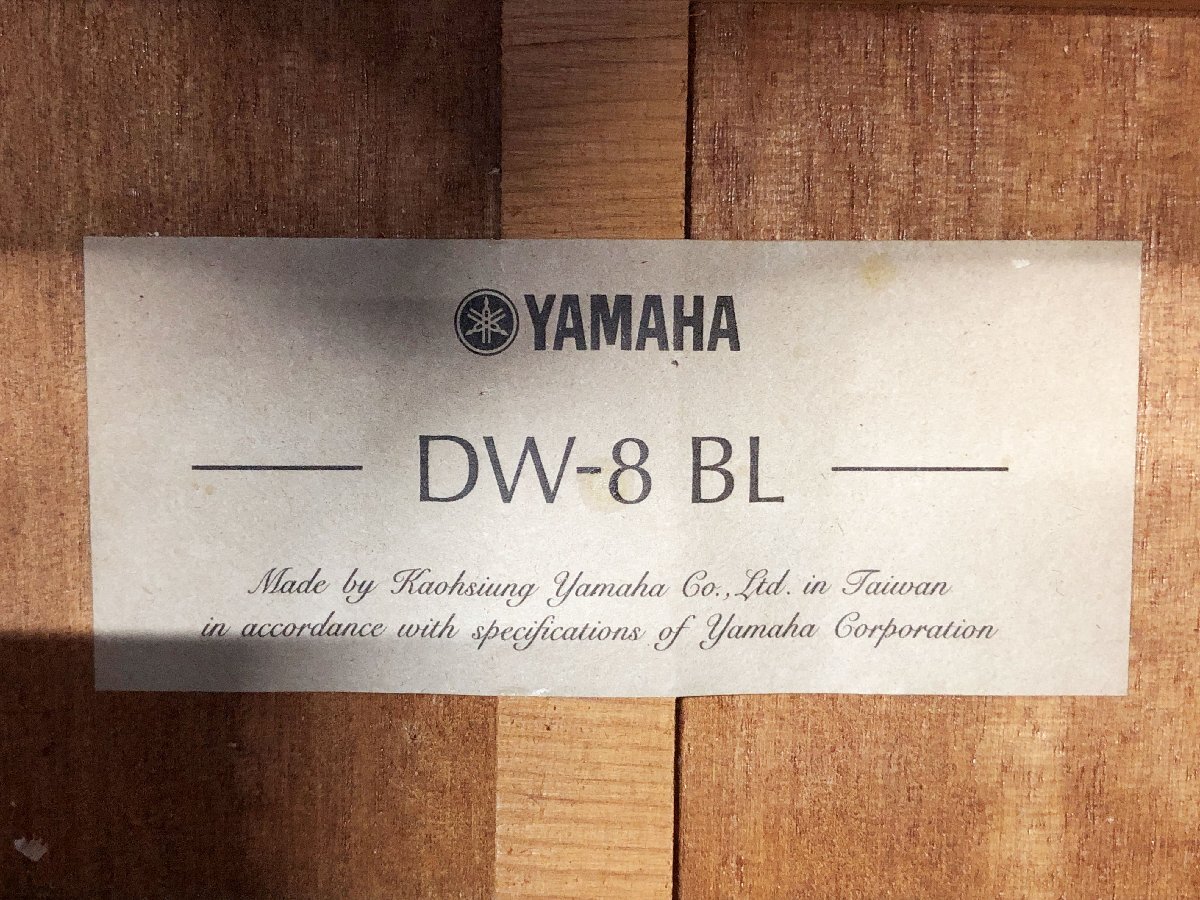 YAMAHA
DW-8 BL
Made by Kaohsiung Yamaha Co., Ltd. in Taiwan
in accordance with specifications of Yamaha Corporation